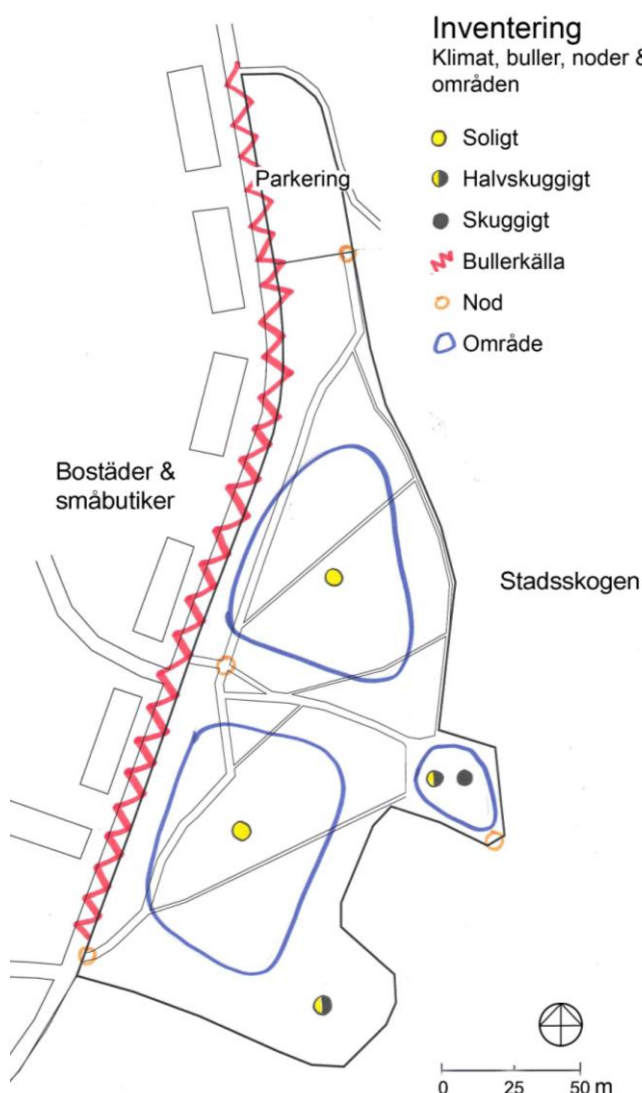 Inventering
Klimat, buller, noder &
områden
Soligt
Halvskuggigt
Skuggigt
Bullerkälla
Nod
Område
Parkering
Bostäder &
småbutiker
Stadsskogen
0 25 50 m